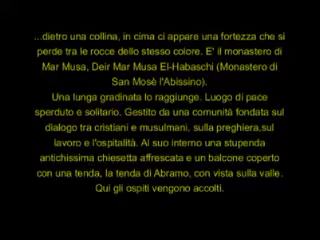 ...dietro una collina, in cima ci appare una fortezza che si
perde tra le rocce dello stesso colore. E' il monastero di
Mar Musa, Deir Mar Musa El-Habaschi (Monastero di
San Mosè l'Abissino).
Una lunga gradinata lo raggiunge. Luogo di pace
sperduto e solitario. Gestito da una comunità fondata sul
dialogo tra cristiani e musulmani, sulla preghiera,sul
lavoro e l'ospitalità. Al suo interno una stupenda
antichissima chiesetta affrescata e un balcone coperto
con una tenda, la tenda di Abramo, con vista sulla valle.
Qui gli ospiti vengono accolti.